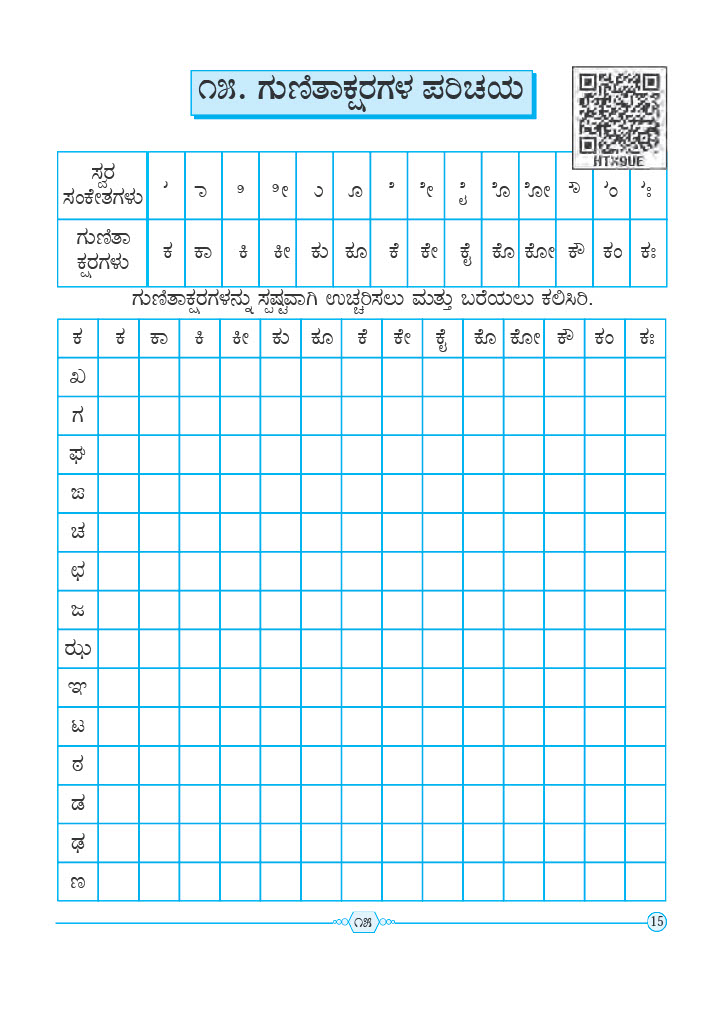 ೧೫. ಗುಣಿತಾಕ್ಷರಗಳ ಪರಿಚಯ
HTX9UE
ಸ್ವರ
ಸಂಕೇತಗಳು ಾ ಿ ೀ ು ೂ ೆ ೇ ೈ ೊ ೋ ೌ ಂ ಃ
ಗುಣಿತಾ
ಕ್ಷರಗಳು ಕ ಕಾ ಕಿ ಕೀ ಕು ಕೂ ಕೆ ಕೇ ಕೈ ಕೊ ಕೋ ಕೌ ಕಂ ಕಃ
ಗುಣಿತಾಕ್ಷರಗಳನ್ನು ಸ್ಪಷ್ಟವಾಗಿ ಉಚ್ಚರಿಸಲು ಮತ್ತು ಬರೆಯಲು ಕಲಿಸಿರಿ.
ಕ ಕ ಕಾ ಕಿ ಕೀ ಕು ಕೂ ಕೆ ಕೇ ಕೈ ಕೊ ಕೋ ಕೌ ಕಂ ಕಃ
ಖ
ಗ
ಘ
ಜ
ಚ
ಛ
ಜ
ಝ
ಞ
ಟ
ಠ
ಡ
ಢ
ಣ
೧೫
15